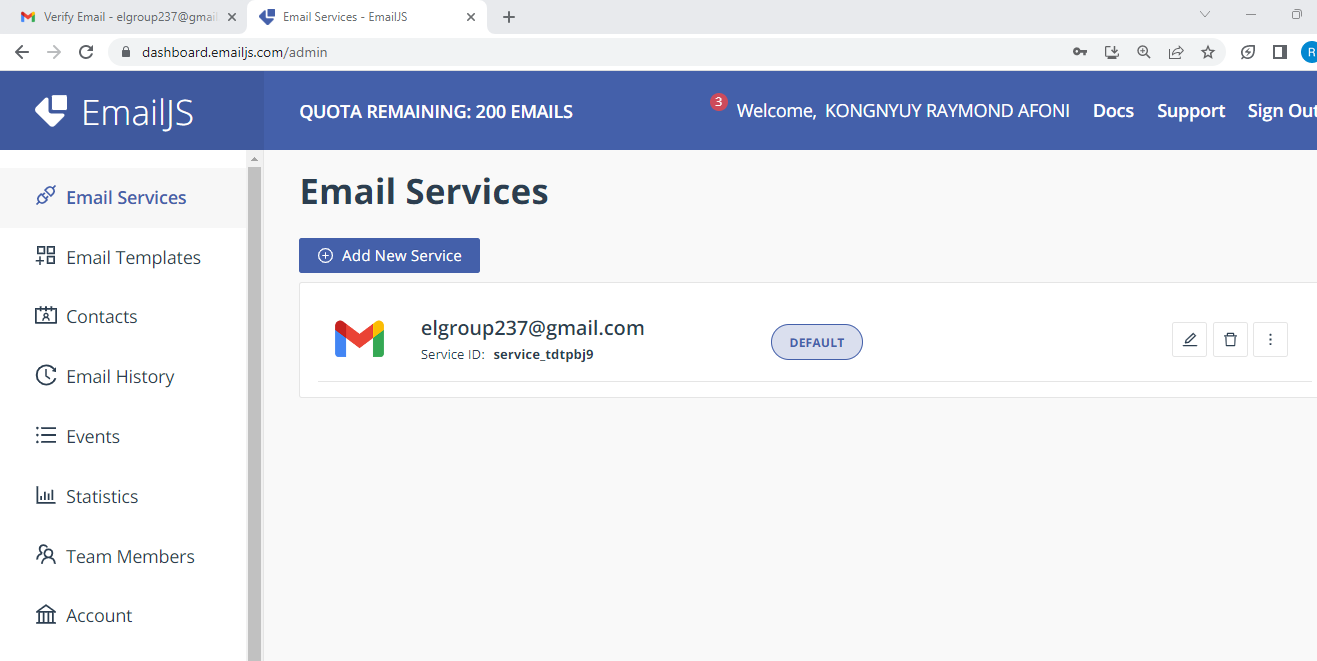 Verify Email - elgroup237@gmail.
Email Services - EmailJS
dashboard.emailjs.com/admin
R
EmailJS
QUOTA REMAINING: 200 EMAILS
3
Welcome, KONGNYUY RAYMOND AFONI
Docs
Support
Sign Out
Email Services
Email Templates
Contacts
Email History
Events
Statistics
Team Members
Account
Email Services
Add New Service
elgroup237@gmail.com
Service ID: service_tdtpbj9
DEFAULT